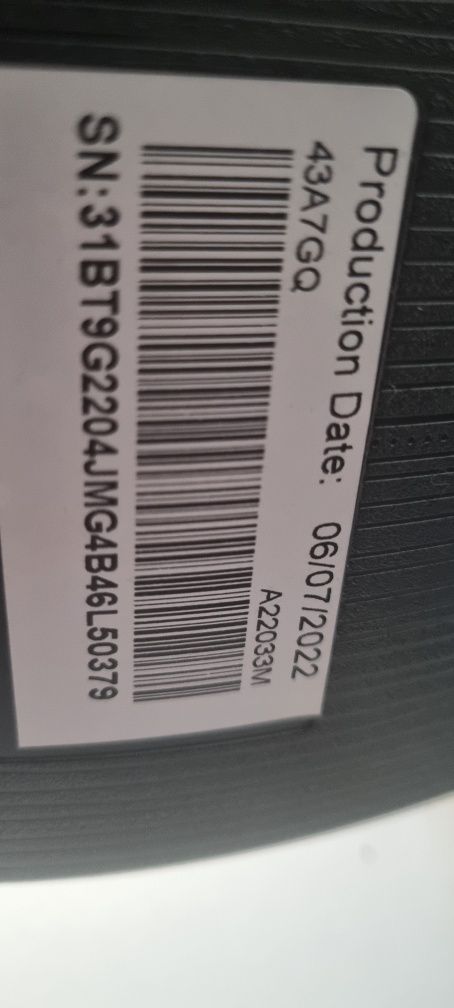 Production Date: 06/07/2022
43A7GQ
A22033M
SN:31BT9G2204JMG4B46L50379